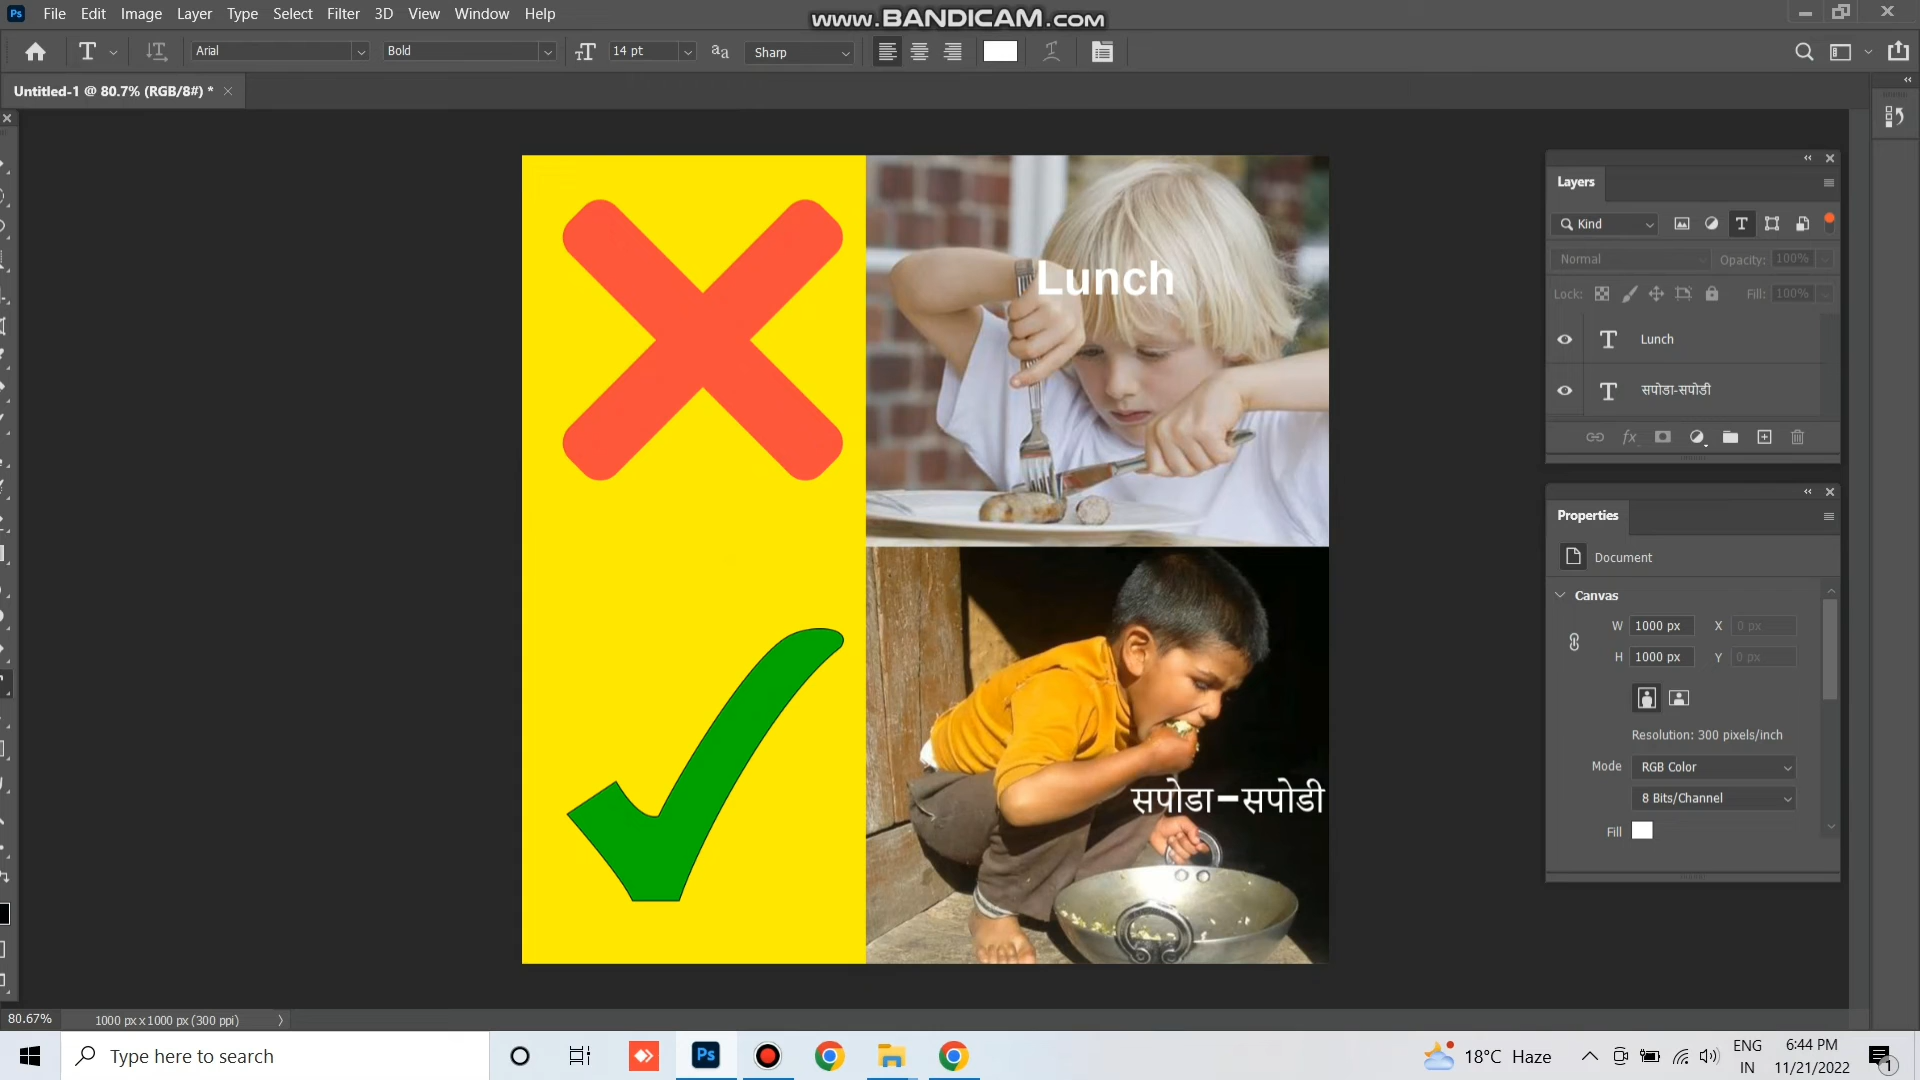 Ps File Edit Image Layer Type Select Filter 3D View Window Help
www.BANDICAM.com
Arial Bold 14 pt Sharp
Untitled-1 @ 80.7% (RGB/8#) *
Lunch
सपोडा-सपोडी
Layers
Kind
Normal Opacity: 100%
Lock: Fill: 100%
Lunch
सपोडा-सपोडी
fx
Properties
Document
Canvas
W 1000 px X 0 px
H 1000 px Y 0 px
Resolution: 300 pixels/inch
Mode RGB Color
8 Bits/Channel
Fill
80.67% 1000 px x 1000 px (300 ppi)
Type here to search
Ps
18°C Haze
ENG
IN
6:44 PM
11/21/2022
1